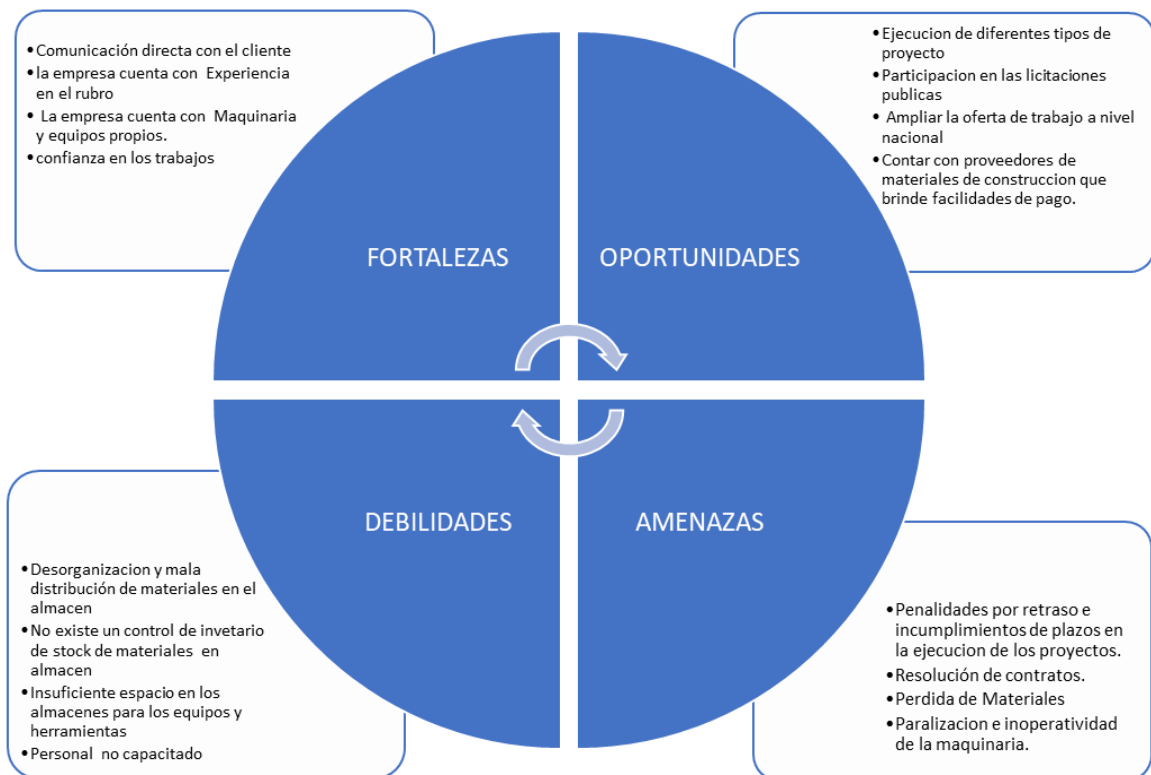 •Comunicación directa con el cliente
•la empresa cuenta con Experiencia
en el rubro
• La empresa cuenta con Maquinaria
y equipos propios.
•confianza en los trabajos
•Ejecucion de diferentes tipos de
proyecto
•Participacion en las licitaciones
publicas
• Ampliar la oferta de trabajo a nivel
nacional
•Contar con proveedores de
materiales de construccion que
brinde facilidades de pago.
FORTALEZAS
OPORTUNIDADES
DEBILIDADES
AMENAZAS
•Desorganizacion y mala
distribución de materiales en el
almacen
•No existe un control de invetario
de stock de materiales en
almacen
•Insuficiente espacio en los
almacenes para los equipos y
herramientas
•Personal no capacitado
•Penalidades por retraso e
incumplimientos de plazos en
la ejecucion de los proyectos.
•Resolución de contratos.
•Perdida de Materiales
•Paralizacion e inoperatividad
de la maquinaria.